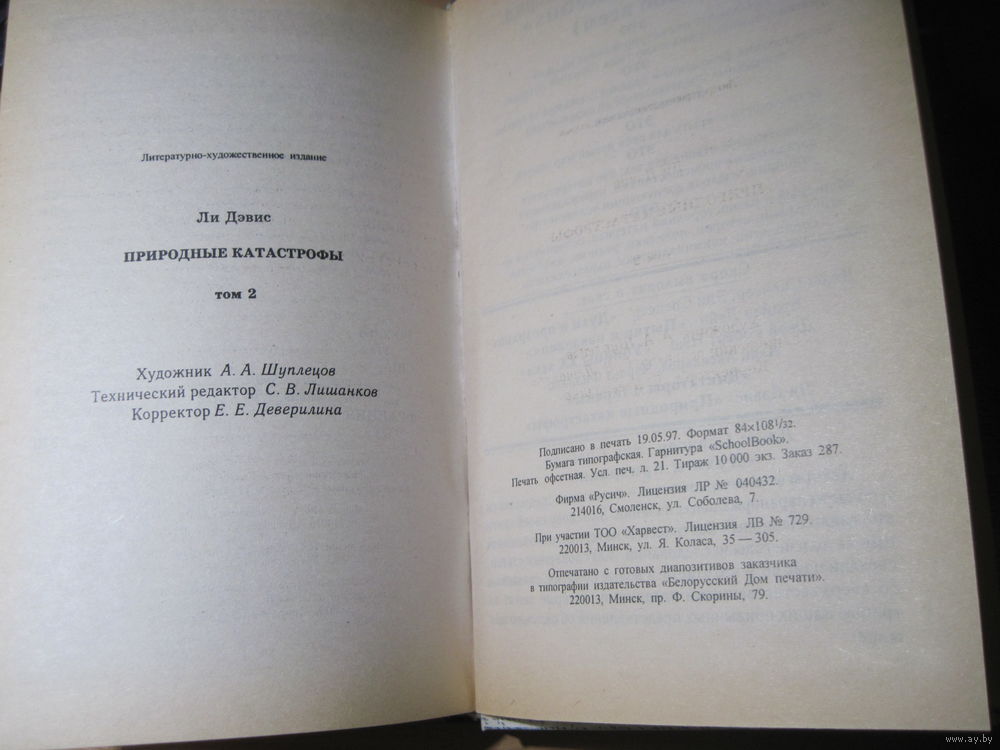 Литературно-художественное издание
Ли Дэвис
ПРИРОДНЫЕ КАТАСТРОФЫ
том 2
Художник А. А. Шуплецов
Технический редактор С. В. Лишанков
Корректор Е. Е. Деверилина
Подписано в печать 19.05.97. Формат 84×108¹/32.
Бумага типографская. Гарнитура «SchoolBook».
Печать офсетная. Усл. печ. л. 21. Тираж 10 000 экз. Заказ 287.
Фирма «Русич». Лицензия ЛР № 040432.
214016, Смоленск, ул. Соболева, 7.
При участии ТОО «Харвест». Лицензия ЛВ № 729.
220013, Минск, ул. Я. Коласа, 35 — 305.
Отпечатано с готовых диапозитивов заказчика
в типографии издательства «Белорусский Дом печати».
220013, Минск, пр. Ф. Скорины, 79.
www.ay.by